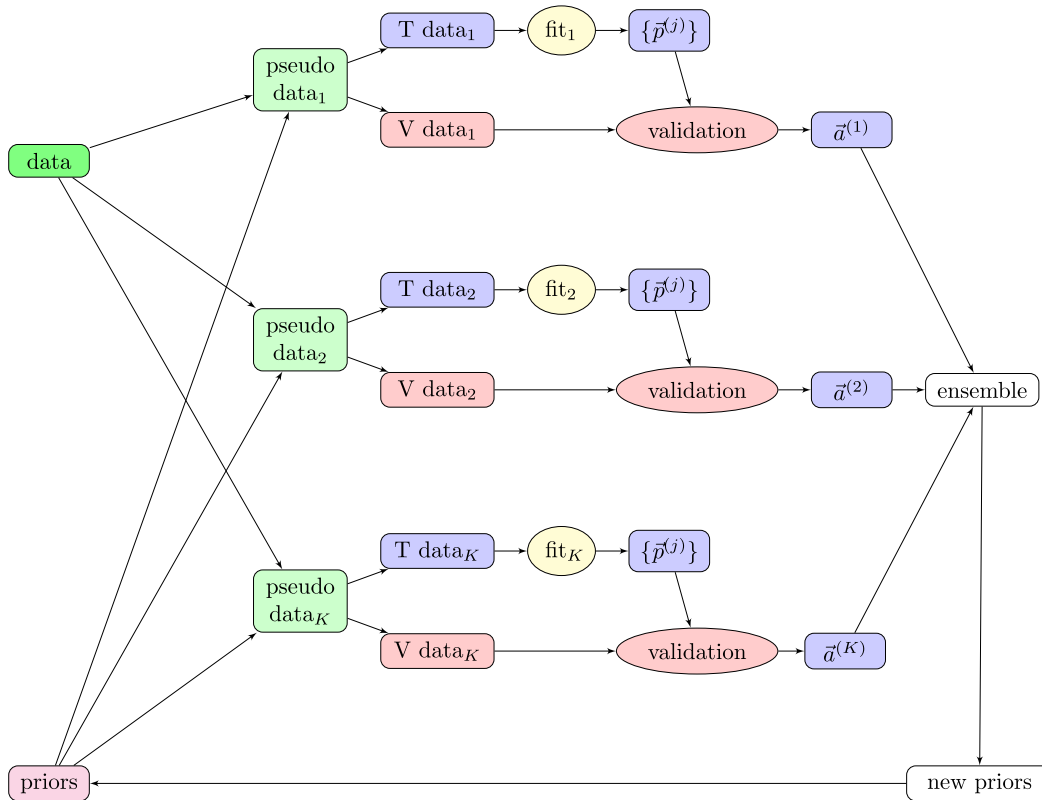 T data₁
fit₁
{p⃗⁽ʲ⁾}
pseudo
data₁
V data₁
validation
a⃗⁽¹⁾
data
T data₂
fit₂
{p⃗⁽ʲ⁾}
pseudo
data₂
V data₂
validation
a⃗⁽²⁾
ensemble
T data_K
fit_K
{p⃗⁽ʲ⁾}
pseudo
data_K
V data_K
validation
a⃗⁽ᴷ⁾
priors
new priors